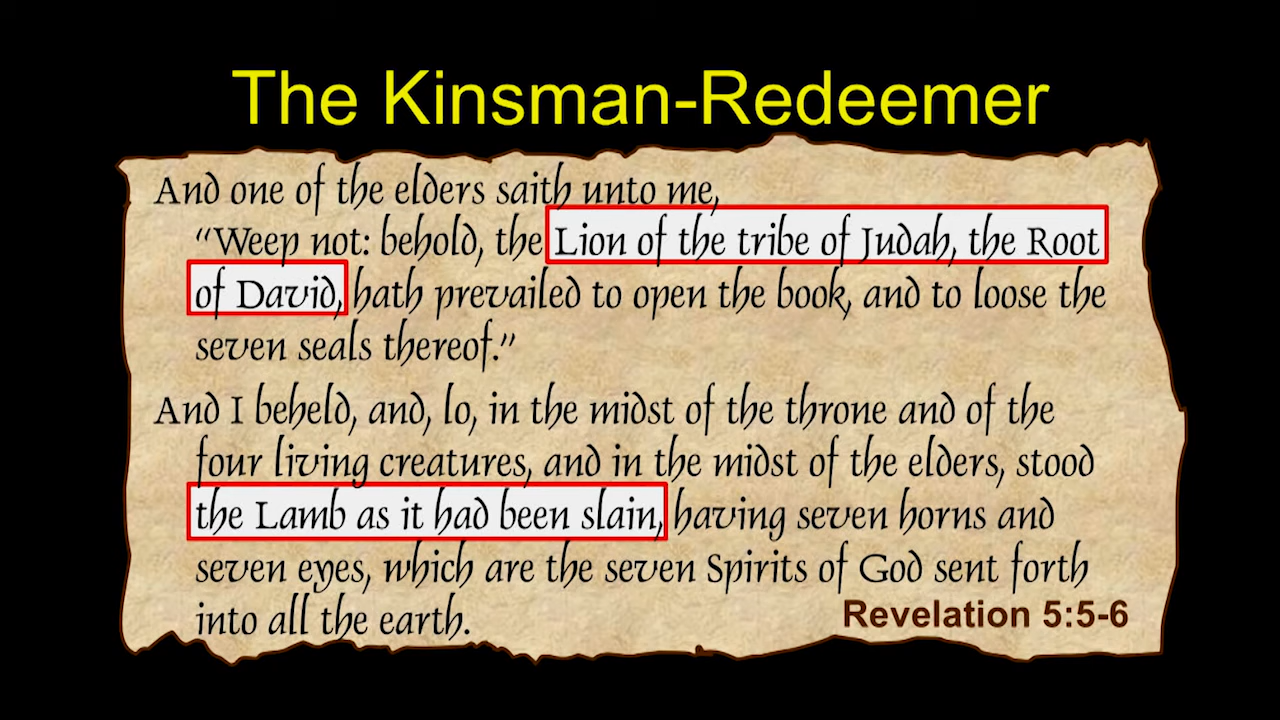 The Kinsman-Redeemer
And one of the elders saith unto me,
“Weep not: behold, the Lion of the tribe of Judah, the Root
of David, hath prevailed to open the book, and to loose the
seven seals thereof.”
And I beheld, and, lo, in the midst of the throne and of the
four living creatures, and in the midst of the elders, stood
the Lamb as it had been slain, having seven horns and
seven eyes, which are the seven Spirits of God sent forth
into all the earth.
Revelation 5:5-6